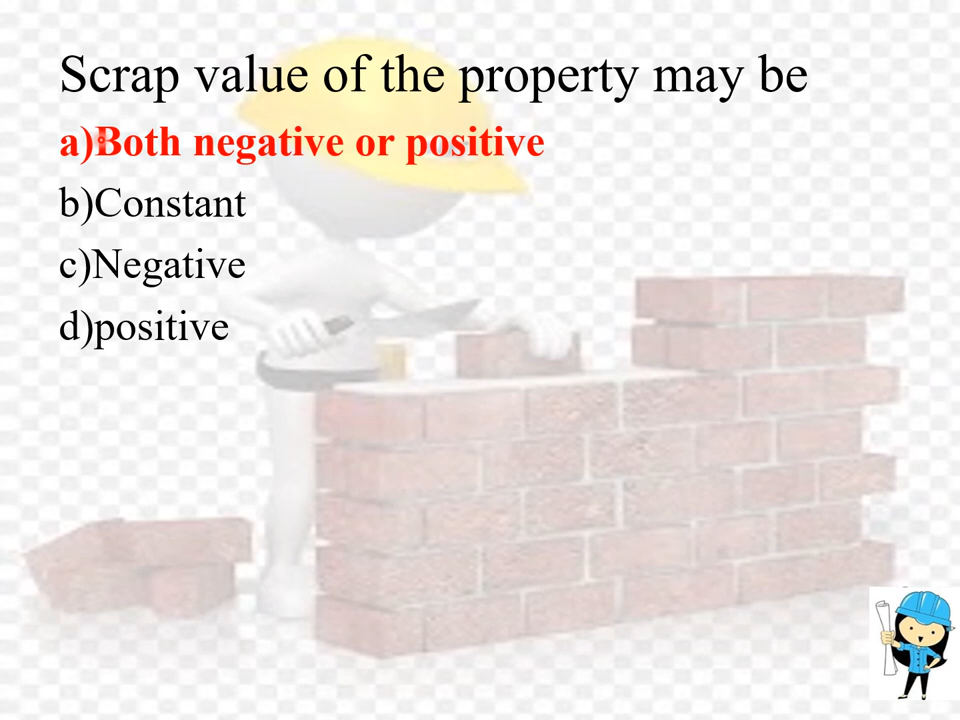 Scrap value of the property may be
a)Both negative or positive
b)Constant
c)Negative
d)positive